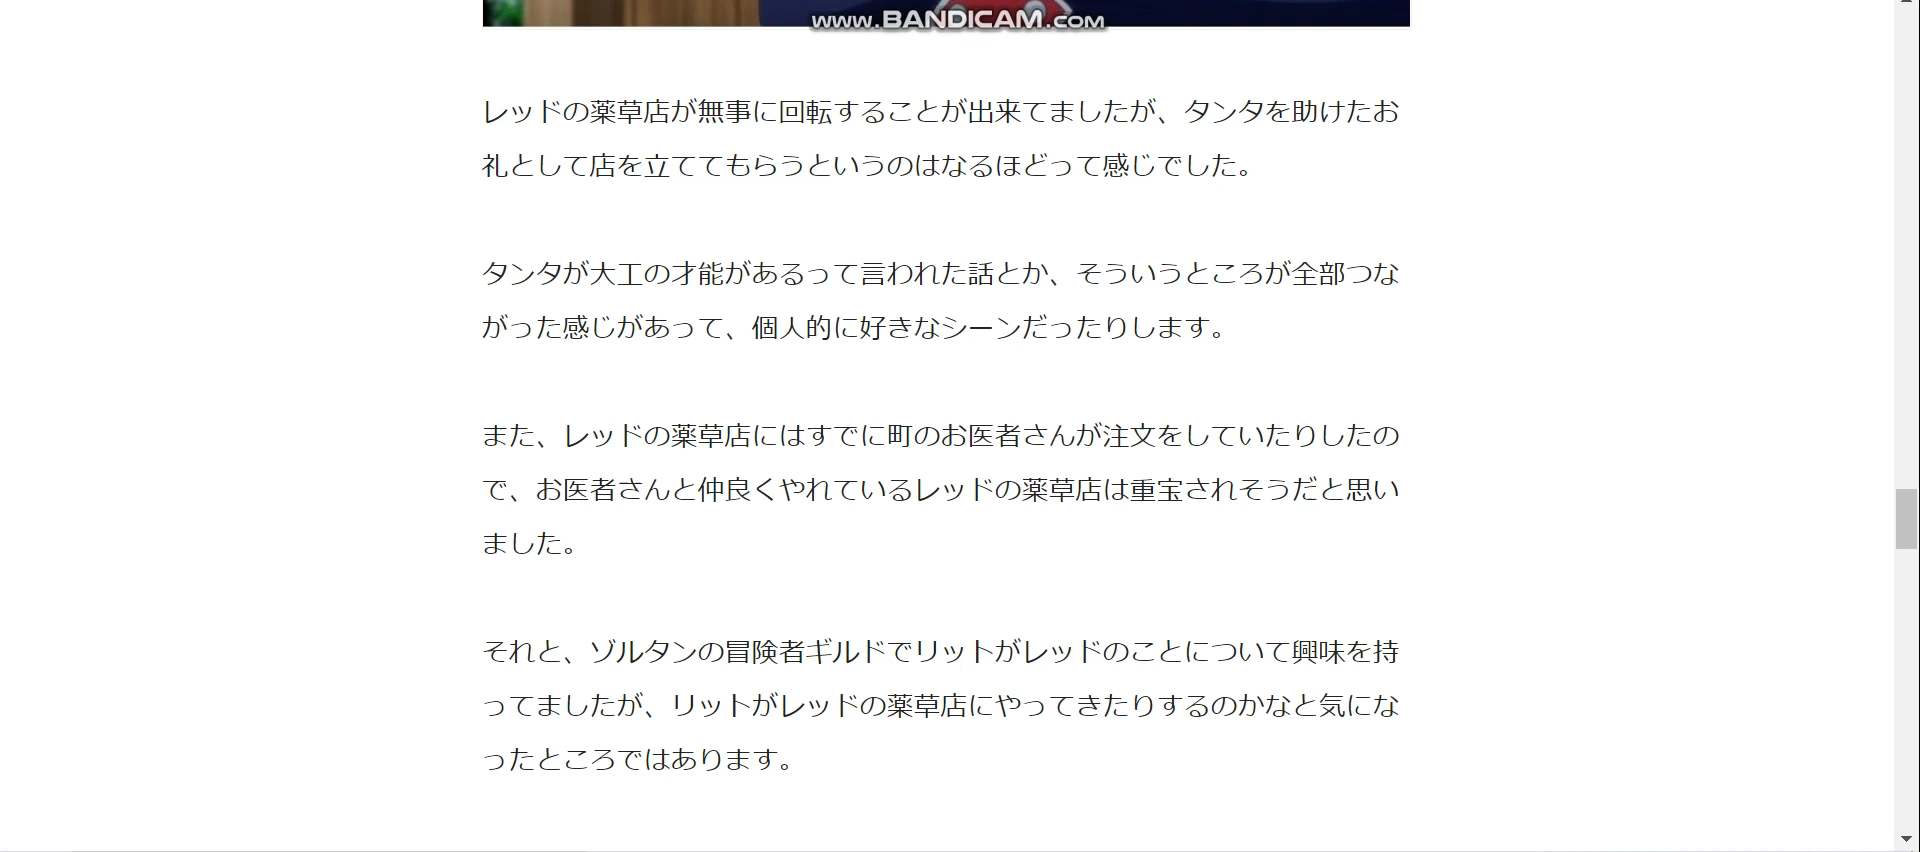 www.BANDICAM.com
レッドの薬草店が無事に回転することが出来てましたが、タンタを助けたお
礼として店を立ててもらうというのはなるほどって感じでした。
タンタが大工の才能があるって言われた話とか、そういうところが全部つな
がった感じがあって、個人的に好きなシーンだったりします。
また、レッドの薬草店にはすでに町のお医者さんが注文をしていたりしたの
で、お医者さんと仲良くやれているレッドの薬草店は重宝されそうだと思い
ました。
それと、ゾルタンの冒険者ギルドでリットがレッドのことについて興味を持
ってましたが、リットがレッドの薬草店にやってきたりするのかなと気にな
ったところではあります。